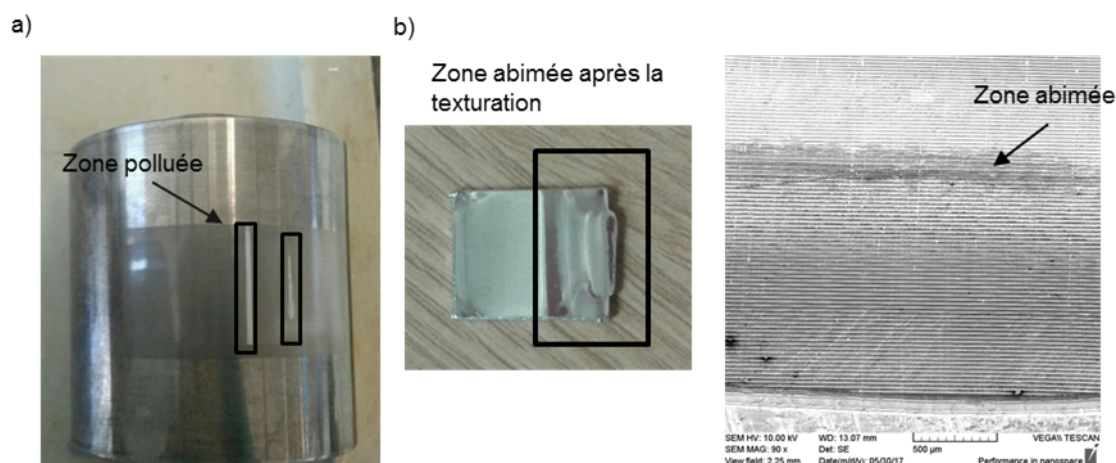 a)
Zone polluée
b)
Zone abimée après la
texturation
Zone abimée
SEM HV: 10.00 kV WD: 13.07 mm VEGA\\ TESCAN
SEM MAG: 90 x Det: SE 500 µm
View field: 2.25 mm Date(m/d/y): 05/30/17 Performance in nanospace